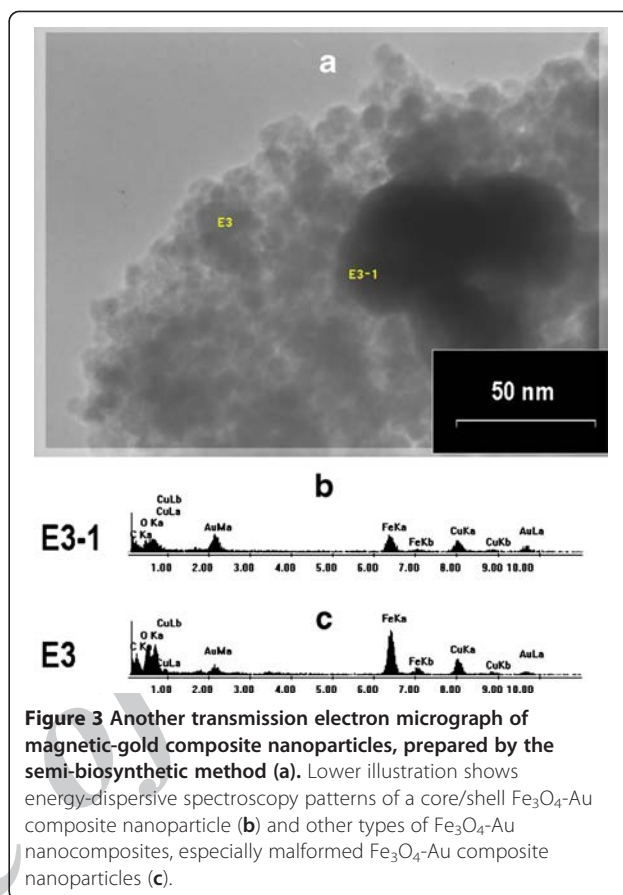 a
E3
E3-1
50 nm
b
E3-1
CuLb
CuLa
O Ka
C Ka
AuMa
FeKa
FeKb
CuKa
CuKb
AuLa
1.00 2.00 3.00 4.00 5.00 6.00 7.00 8.00 9.00 10.00
c
E3
CuLb
O Ka
C Ka
CuLa
AuMa
FeKa
FeKb
CuKa
CuKb
AuLa
1.00 2.00 3.00 4.00 5.00 6.00 7.00 8.00 9.00 10.00
Figure 3 Another transmission electron micrograph of
magnetic-gold composite nanoparticles, prepared by the
semi-biosynthetic method (a). Lower illustration shows
energy-dispersive spectroscopy patterns of a core/shell Fe₃O₄-Au
composite nanoparticle (b) and other types of Fe₃O₄-Au
nanocomposites, especially malformed Fe₃O₄-Au composite
nanoparticles (c).